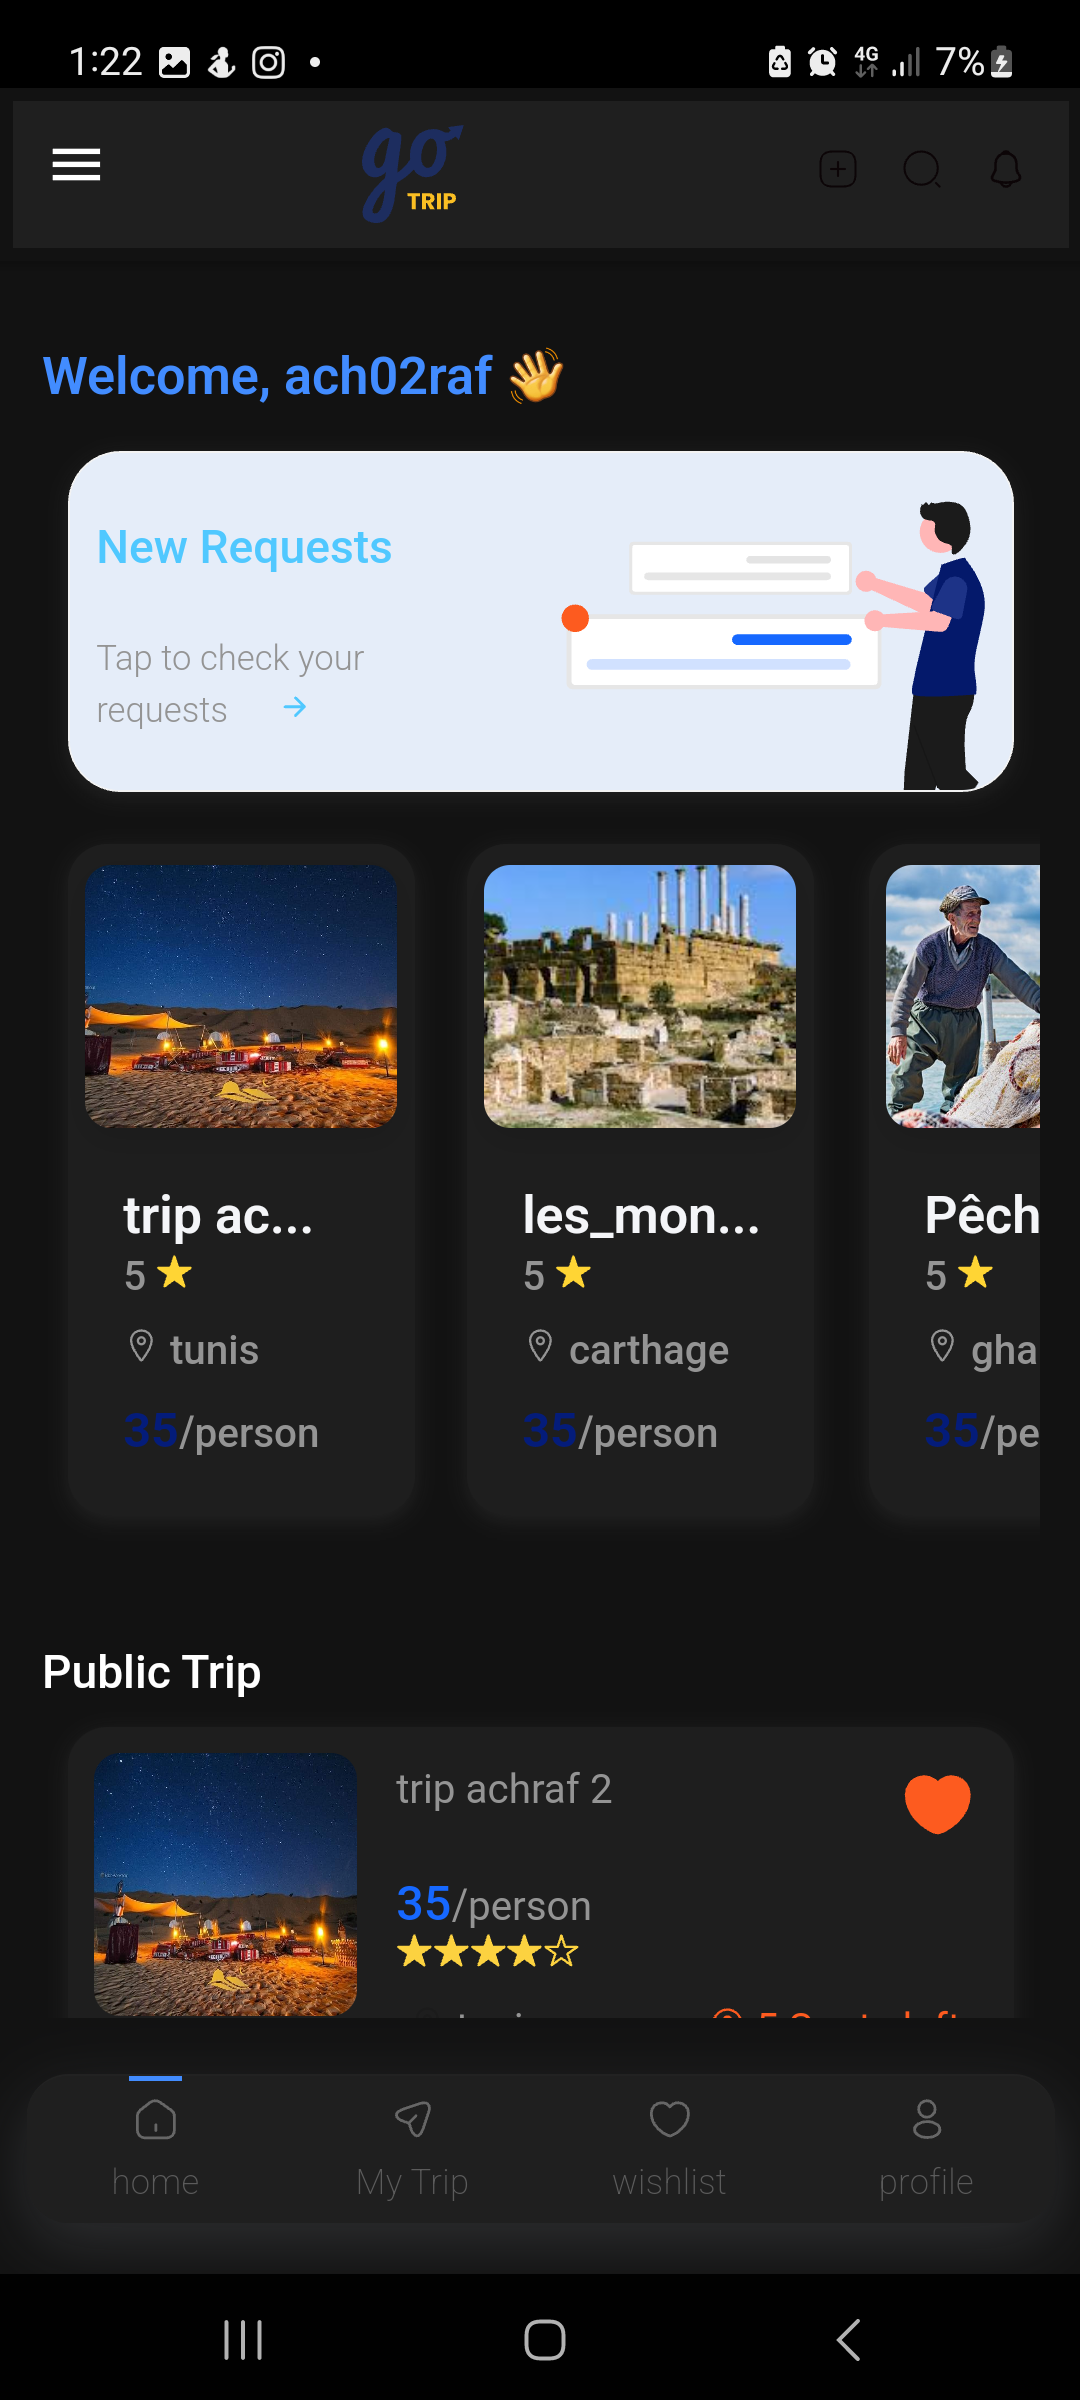 1:22
4G 7%
go
TRIP
Welcome, ach02raf 👋
New Requests
Tap to check your
requests →
trip ac...
5 ★
tunis
35/person
les_mon...
5 ★
carthage
35/person
Pêch
5 ★
gha
35/pe
Public Trip
trip achraf 2
35/person
★★★★☆
home
My Trip
wishlist
profile